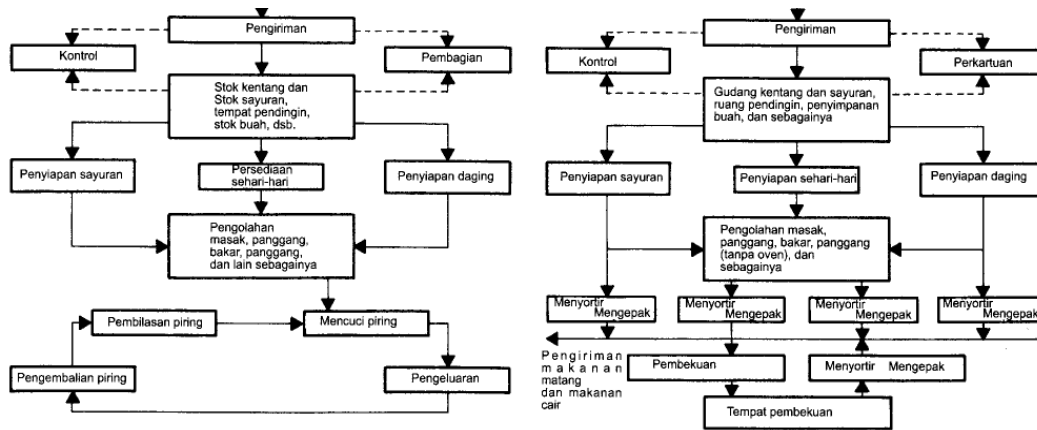 Pengiriman
Kontrol
Pembagian
Stok kentang dan
Stok sayuran,
tempat pendingin,
stok buah, dsb.
Penyiapan sayuran
Persediaan
sehari-hari
Penyiapan daging
Pengolahan
masak, panggang,
bakar, panggang,
dan lain sebagainya
Pembilasan piring
Mencuci piring
Pengembalian piring
Pengeluaran
Pengiriman
Kontrol
Perkartuan
Gudang kentang dan sayuran,
ruang pendingin, penyimpanan
buah, dan sebagainya
Penyiapan sayuran
Penyiapan sehari-hari
Penyiapan daging
Pengolahan masak,
panggang, bakar, panggang
(tanpa oven), dan
sebagainya
Menyortir
Mengepak
Menyortir
Mengepak
Menyortir
Mengepak
Menyortir
Mengepak
Pengiriman
makanan
matang
dan makanan
cair
Pembekuan
Menyortir Mengepak
Tempat pembekuan